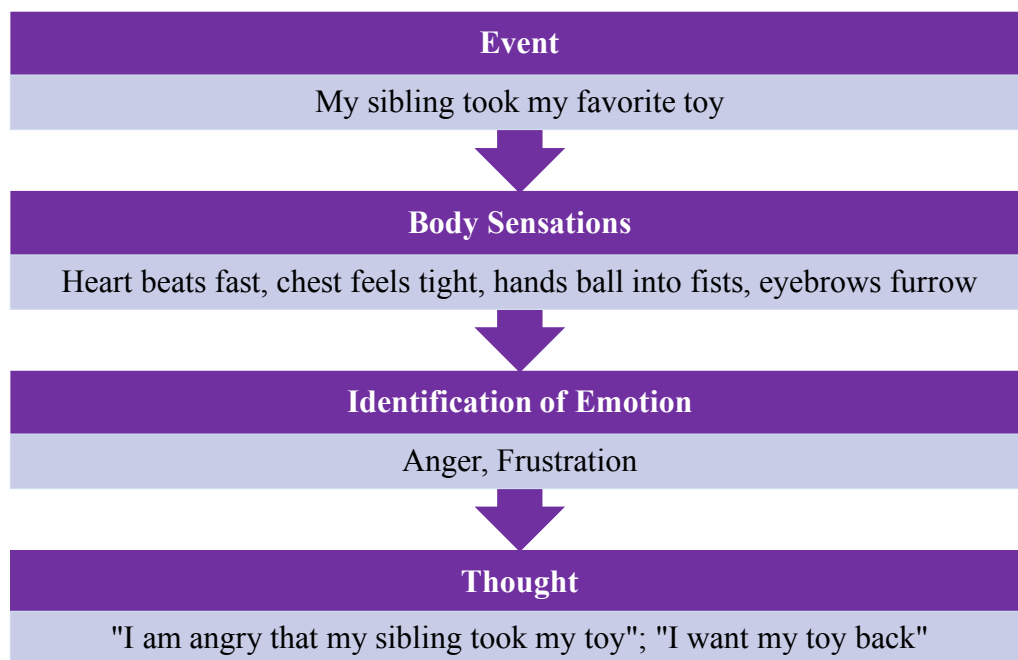 Event
My sibling took my favorite toy
Body Sensations
Heart beats fast, chest feels tight, hands ball into fists, eyebrows furrow
Identification of Emotion
Anger, Frustration
Thought
"I am angry that my sibling took my toy"; "I want my toy back"